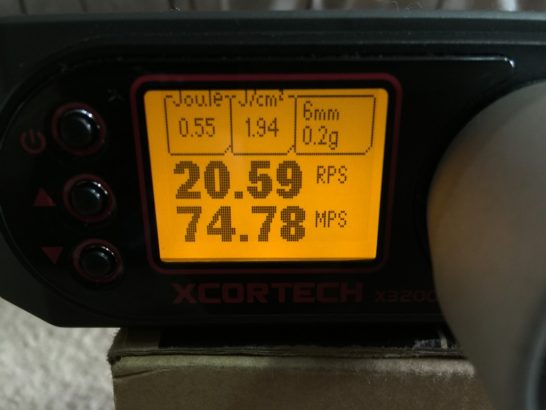 Joule J/cm² 6mm
0.55 1.94 0.2g
20.59 RPS
74.78 MPS
XCORTECH X3200